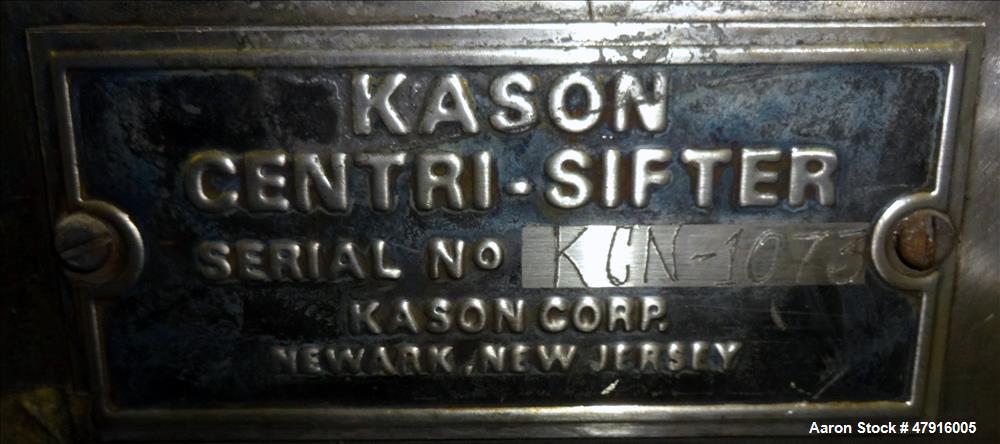 KASON
CENTRI-SIFTER
SERIAL NO KCN-1073
KASON CORP.
NEWARK, NEW JERSEY
Aaron Stock # 47916005